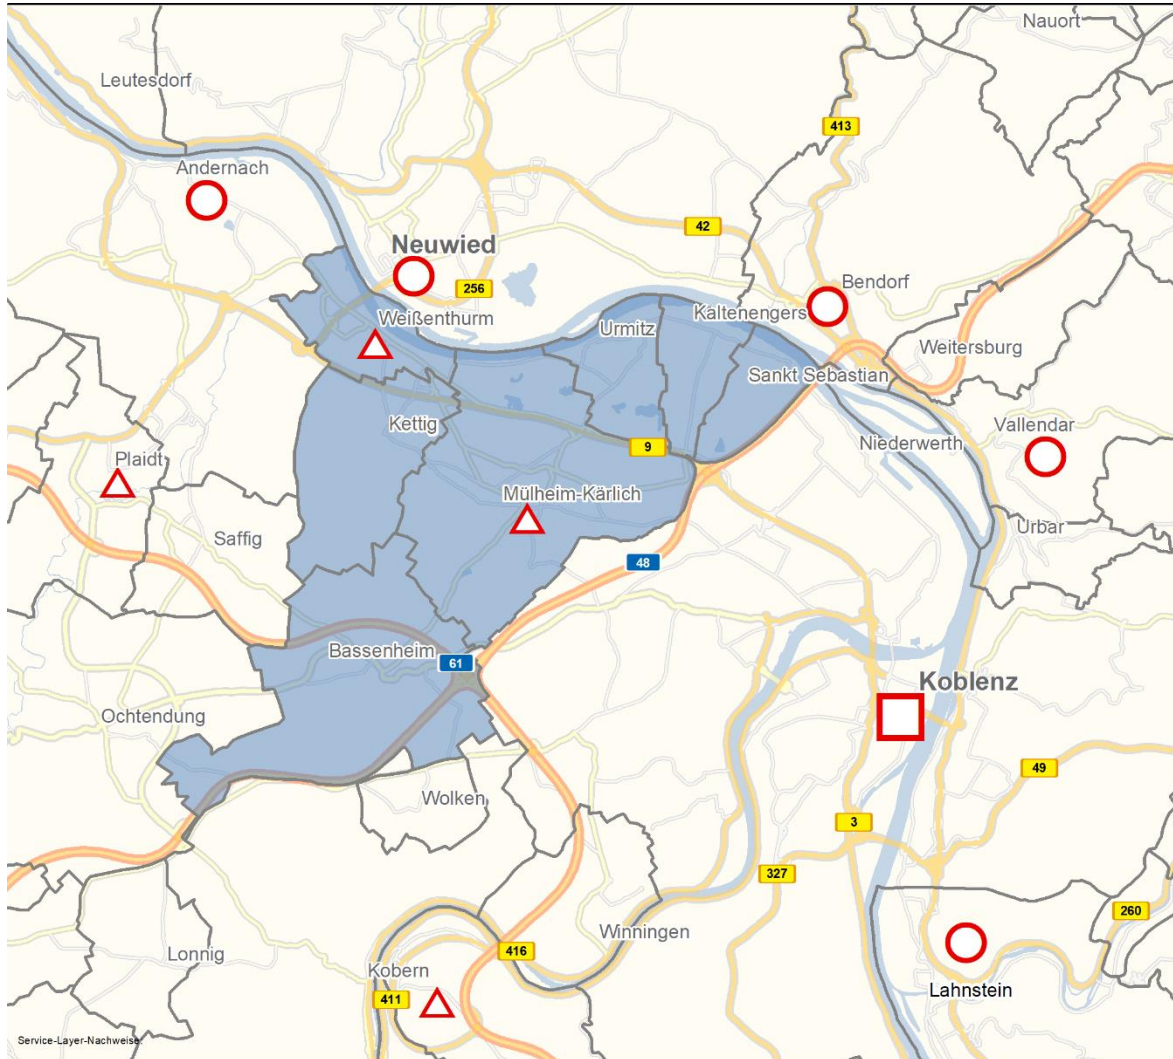 Nauort
Leutesdorf
413
Andernach
42
Neuwied
256
Bendorf
Kaltenengers
Weißenthurm
Urmitz
Weitersburg
Sankt Sebastian
Kettig
Vallendar
9
Niederwerth
Plaidt
Mülheim-Kärlich
Urbar
Saffig
48
Bassenheim
61
Koblenz
Ochtendung
49
Wolken
3
327
260
Winningen
Lonnig
416
Kobern
411
Lahnstein
Service-Layer-Nachweise: